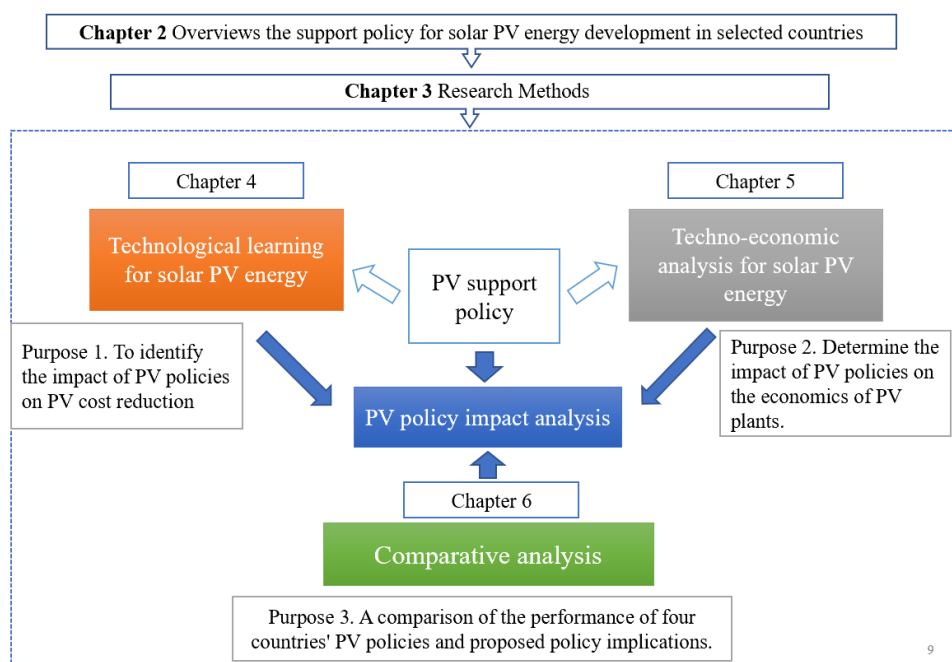 Chapter 2 Overviews the support policy for solar PV energy development in selected countries
Chapter 3 Research Methods
Chapter 4
Chapter 5
Technological learning
for solar PV energy
PV support
policy
Techno-economic
analysis for solar PV
energy
Purpose 1. To identify
the impact of PV policies
on PV cost reduction
Purpose 2. Determine the
impact of PV policies on
the economics of PV
plants.
PV policy impact analysis
Chapter 6
Comparative analysis
Purpose 3. A comparison of the performance of four
countries' PV policies and proposed policy implications.
9